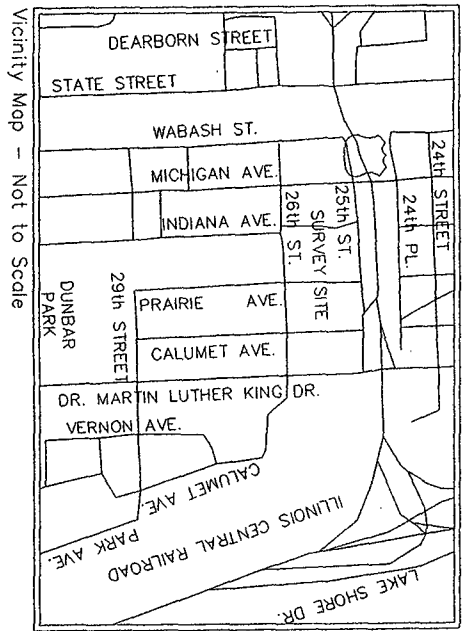 DEARBORN STREET
STATE STREET
WABASH ST.
MICHIGAN AVE.
INDIANA AVE.
PRAIRIE AVE.
CALUMET AVE.
DR. MARTIN LUTHER KING DR.
VERNON AVE.
CALUMET AVE.
PARK AVE.
ILLINOIS CENTRAL RAILROAD
LAKE SHORE DR.
24th STREET
24th PL.
25th ST.
SURVEY SITE
26th ST.
29th STREET
DUNBAR
PARK
Vicinity Map - Not to Scale